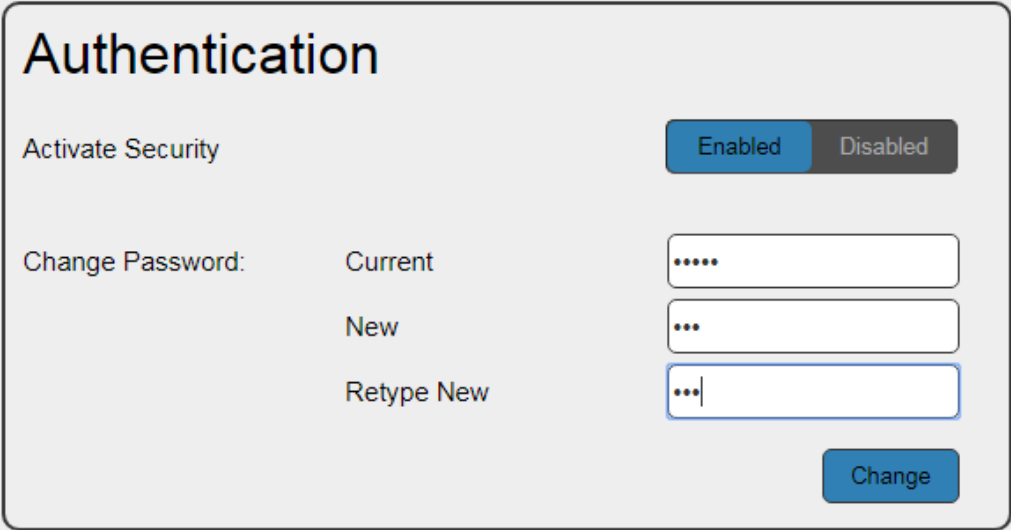 Authentication
Activate Security Enabled Disabled
Change Password: Current •••••
New •••
Retype New •••
Change